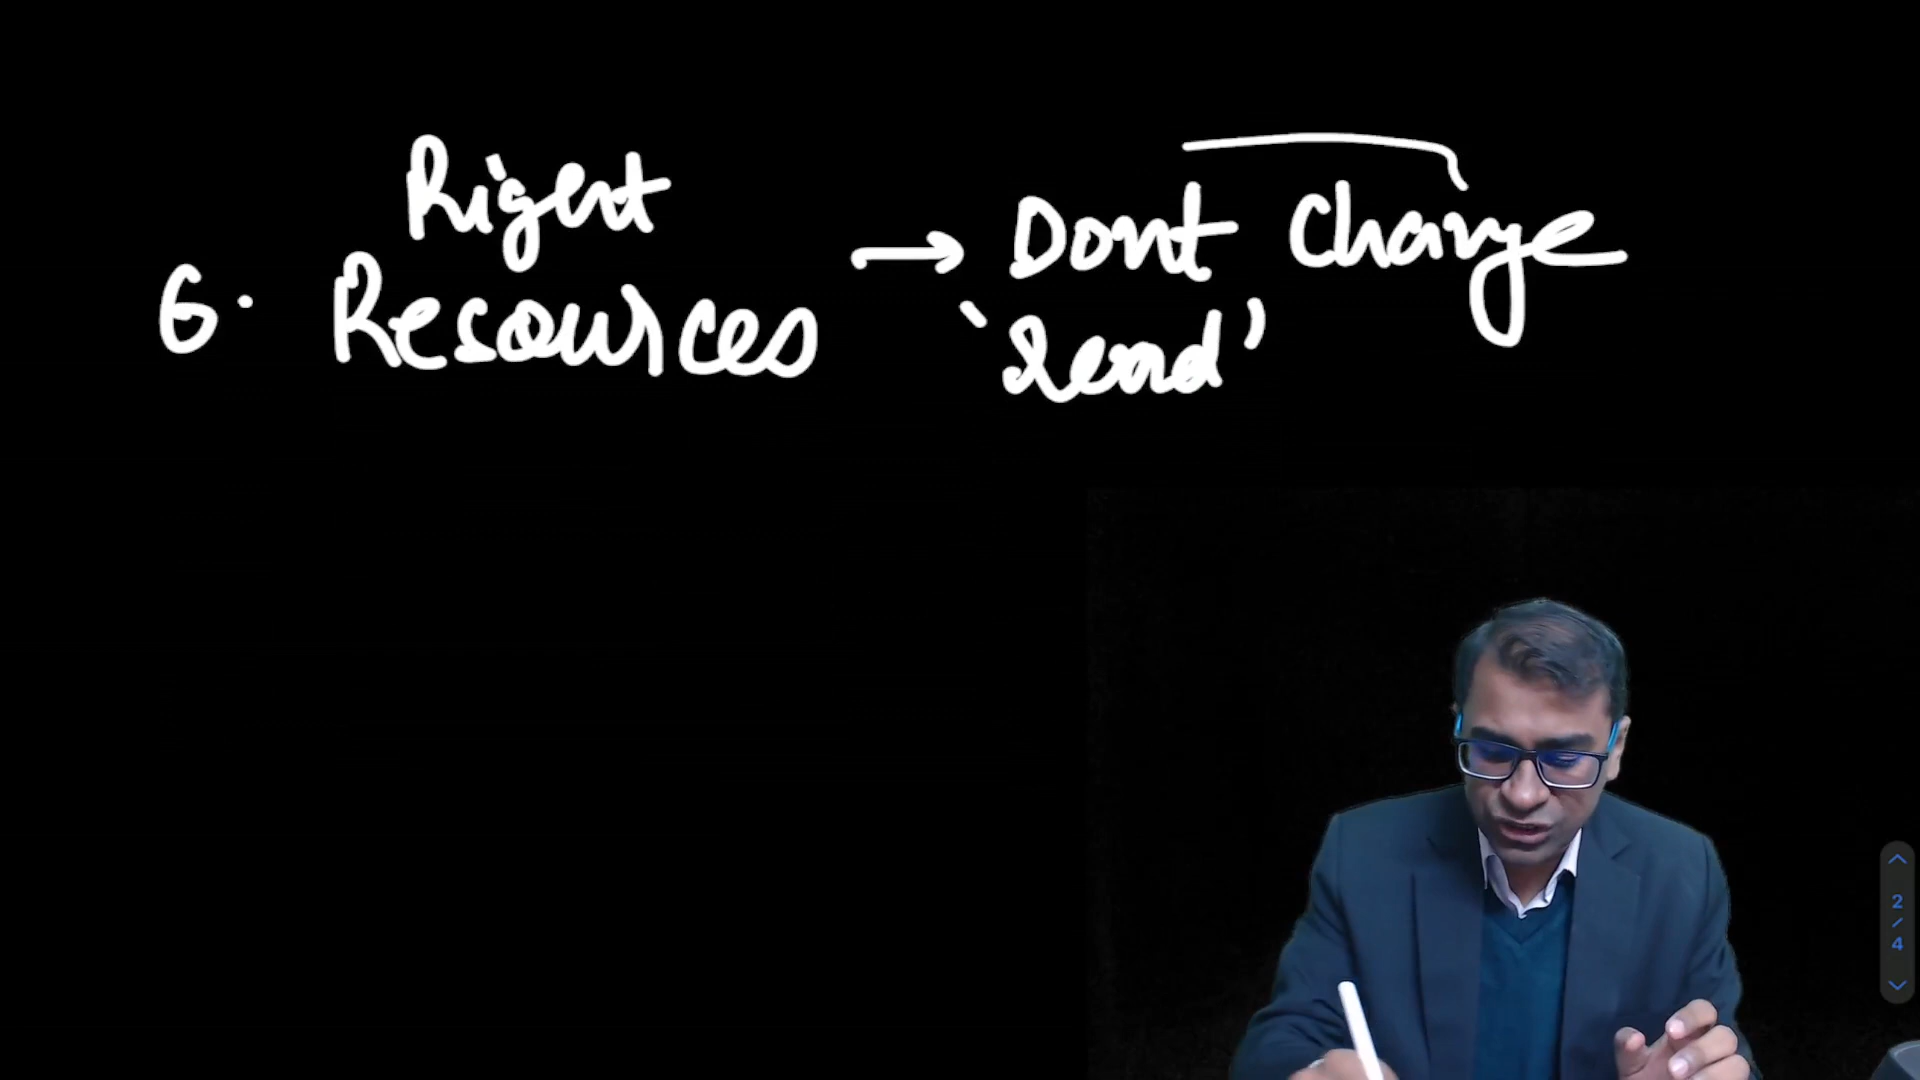 Right
6. Resources → Dont Change
'Read'
2
/
4